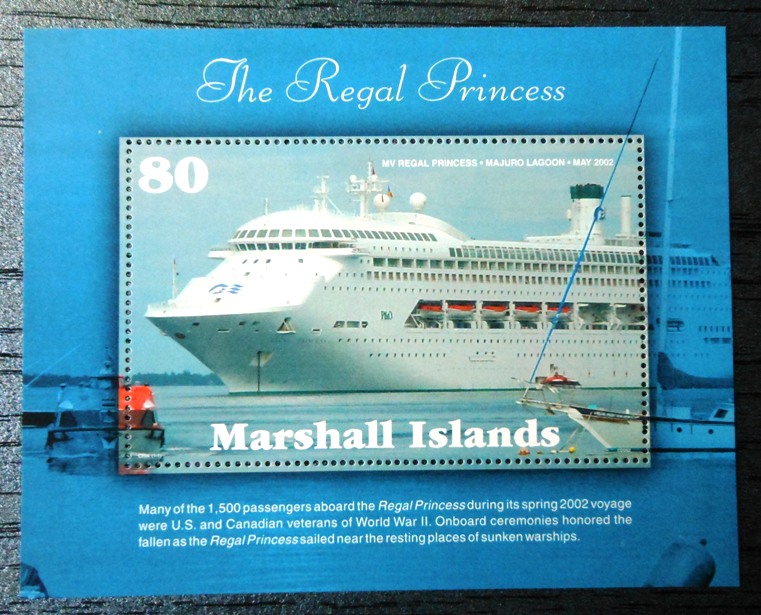 The Regal Princess
80
MV REGAL PRINCESS • MAJURO LAGOON • MAY 2002
P&O
Marshall Islands
Many of the 1,500 passengers aboard the Regal Princess during its spring 2002 voyage
were U.S. and Canadian veterans of World War II. Onboard ceremonies honored the
fallen as the Regal Princess sailed near the resting places of sunken warships.